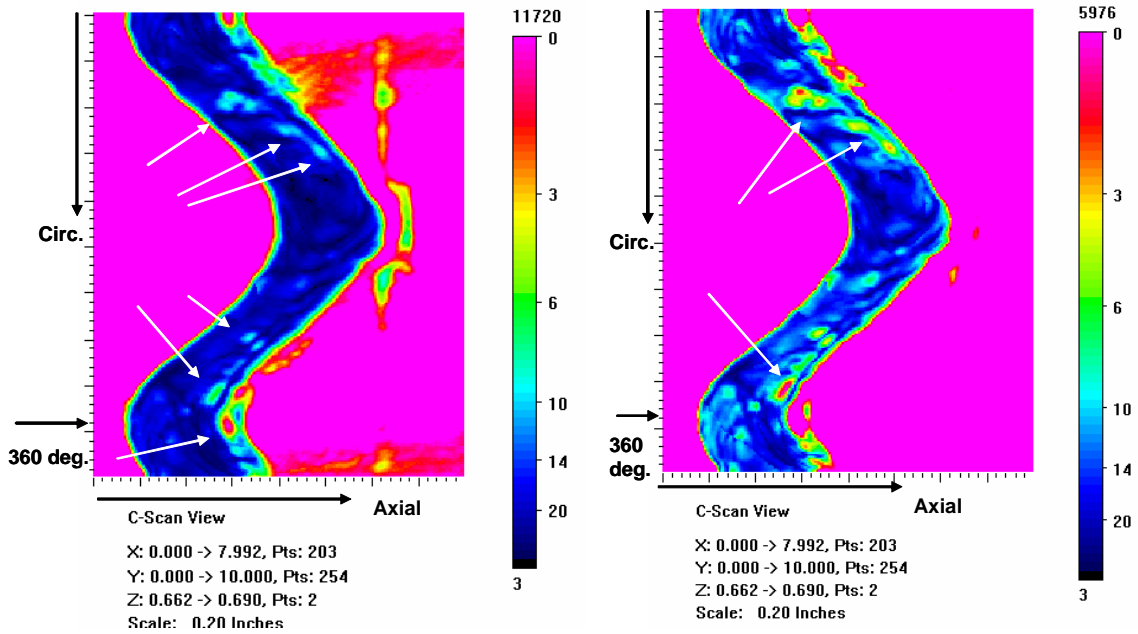 11720
0
3
6
10
14
20
3
Circ.
360 deg.
Axial
C-Scan View
X: 0.000 -> 7.992, Pts: 203
Y: 0.000 -> 10.000, Pts: 254
Z: 0.662 -> 0.690, Pts: 2
Scale: 0.20 Inches
5976
0
3
6
10
14
20
3
Circ.
360
deg.
Axial
C-Scan View
X: 0.000 -> 7.992, Pts: 203
Y: 0.000 -> 10.000, Pts: 254
Z: 0.662 -> 0.690, Pts: 2
Scale: 0.20 Inches